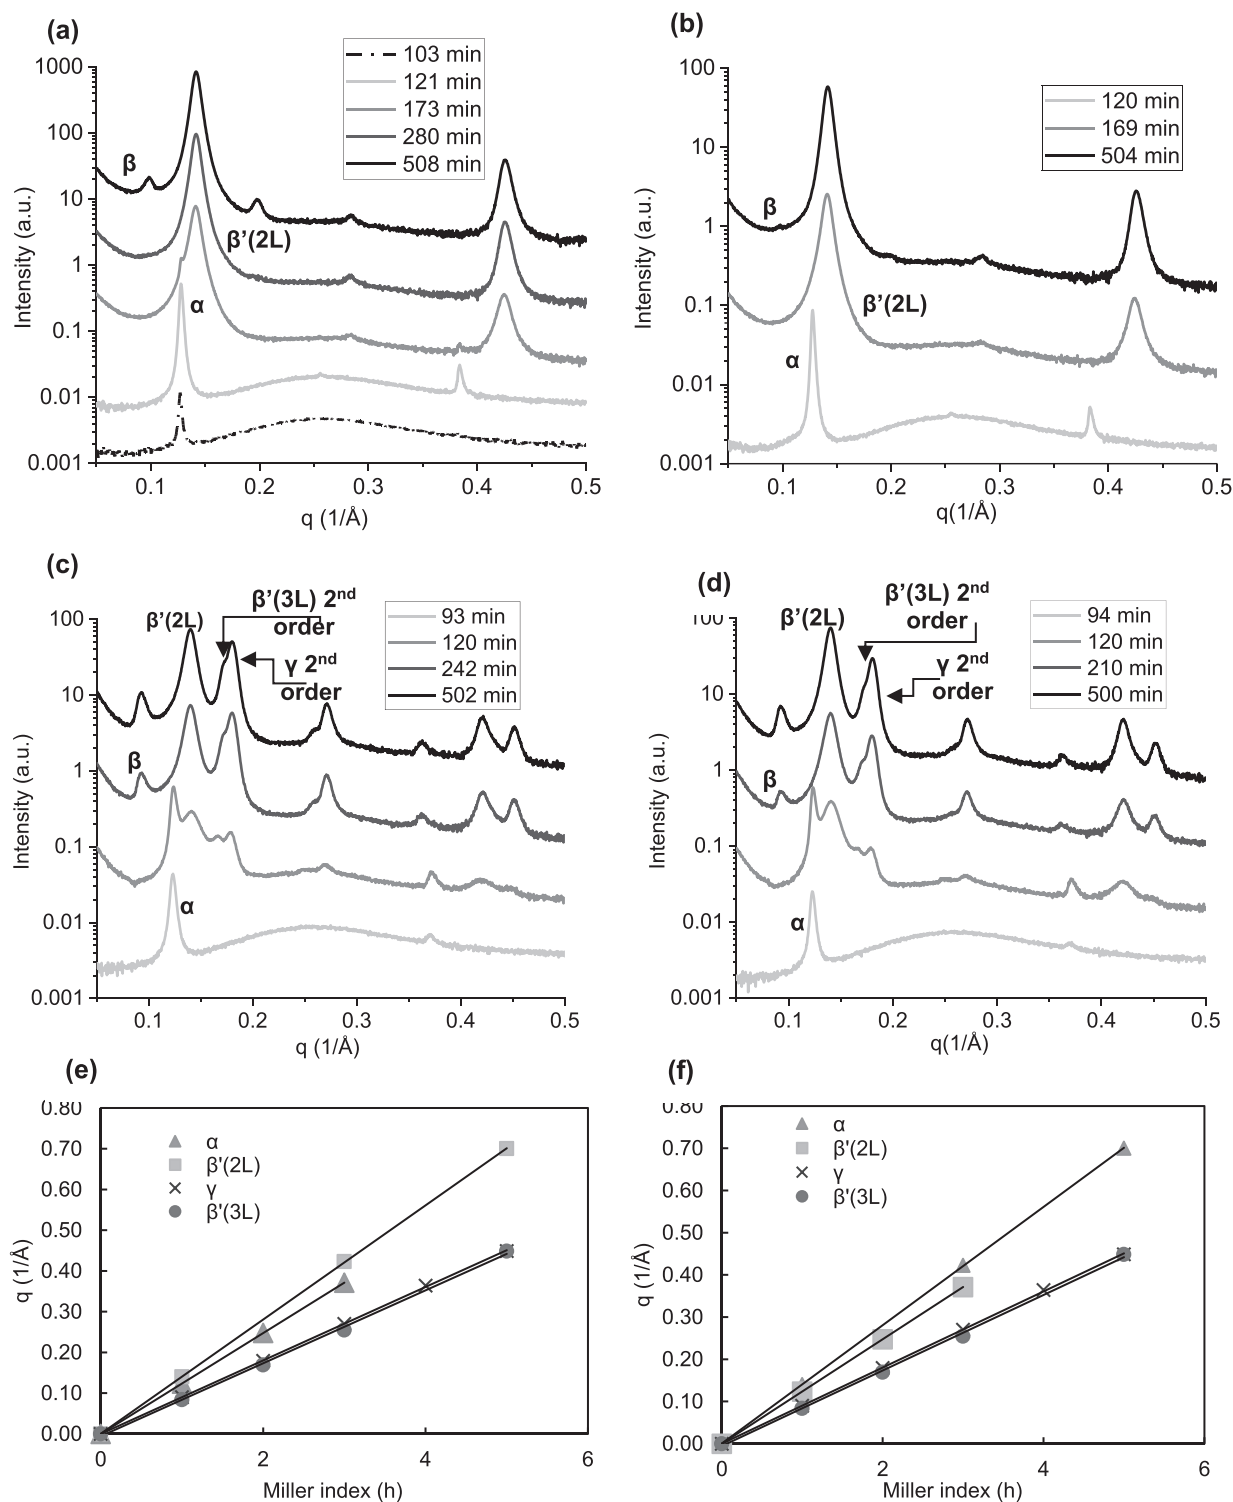 (a)
103 min
121 min
173 min
280 min
508 min
1000
100
10
1
0.1
0.01
0.001
β
β’(2L)
α
Intensity (a.u.)
0.1 0.2 0.3 0.4 0.5
q (1/Å)
(b)
120 min
169 min
504 min
100
10
1
0.1
0.01
0.001
β
β’(2L)
α
Intensity (a.u.)
0.1 0.2 0.3 0.4 0.5
q(1/Å)
(c)
β’(3L) 2nd
order
β’(2L)
γ 2nd
order
93 min
120 min
242 min
502 min
100
10
1
0.1
0.01
0.001
β
α
Intensity (a.u.)
0.1 0.2 0.3 0.4 0.5
q (1/Å)
(d)
β’(3L) 2nd
order
β’(2L)
γ 2nd
order
94 min
120 min
210 min
500 min
100
10
1
0.1
0.01
0.001
β
α
Intensity (a.u.)
0.1 0.2 0.3 0.4 0.5
q(1/Å)
(e)
0.80
0.70
0.60
0.50
0.40
0.30
0.20
0.10
0.00
α
β'(2L)
γ
β'(3L)
q (1/Å)
0 2 4 6
Miller index (h)
(f)
0.80
0.70
0.60
0.50
0.40
0.30
0.20
0.10
0.00
α
β'(2L)
γ
β'(3L)
q (1/Å)
0 2 4 6
Miller index (h)